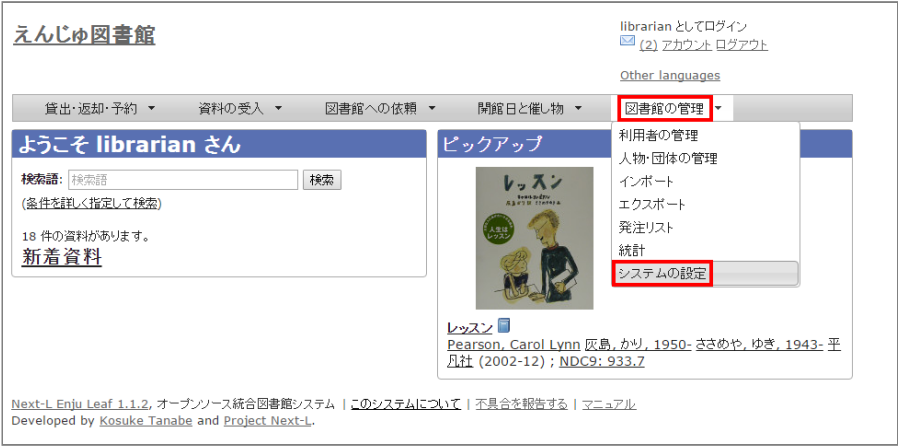 えんじゅ図書館
librarian としてログイン
(2) アカウント ログアウト
Other languages
貸出・返却・予約 ▼ 資料の受入 ▼ 図書館への依頼 ▼ 開館日と催し物 ▼ 図書館の管理 ▼
ようこそ librarian さん
検索語: 検索語 検索
(条件を詳しく指定して検索)
18 件の資料があります。
新着資料
ピックアップ
レッスン
人生は
レッスン
レッスン
Pearson, Carol Lynn 灰島, かり, 1950- ささめや, ゆき, 1943- 平
凡社 (2002-12) ; NDC9: 933.7
利用者の管理
人物・団体の管理
インポート
エクスポート
発注リスト
統計
システムの設定
Next-L Enju Leaf 1.1.2, オープンソース統合図書館システム | このシステムについて | 不具合を報告する | マニュアル
Developed by Kosuke Tanabe and Project Next-L.